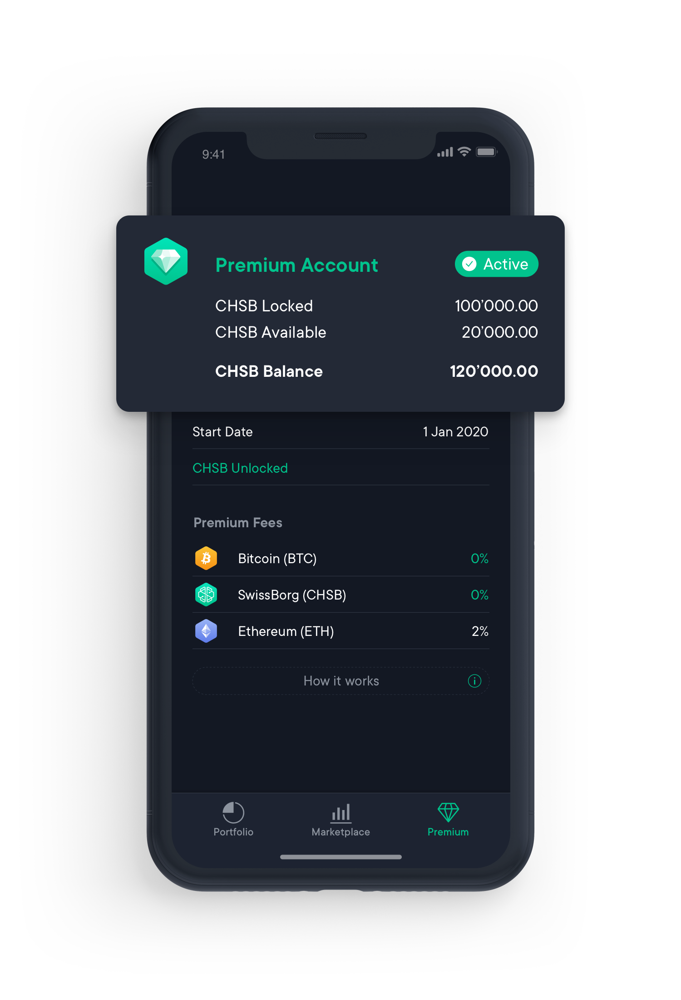 9:41
Premium Account Active
CHSB Locked 100’000.00
CHSB Available 20’000.00
CHSB Balance 120’000.00
Start Date 1 Jan 2020
CHSB Unlocked
Premium Fees
Bitcoin (BTC) 0%
SwissBorg (CHSB) 0%
Ethereum (ETH) 2%
How it works
Portfolio Marketplace Premium